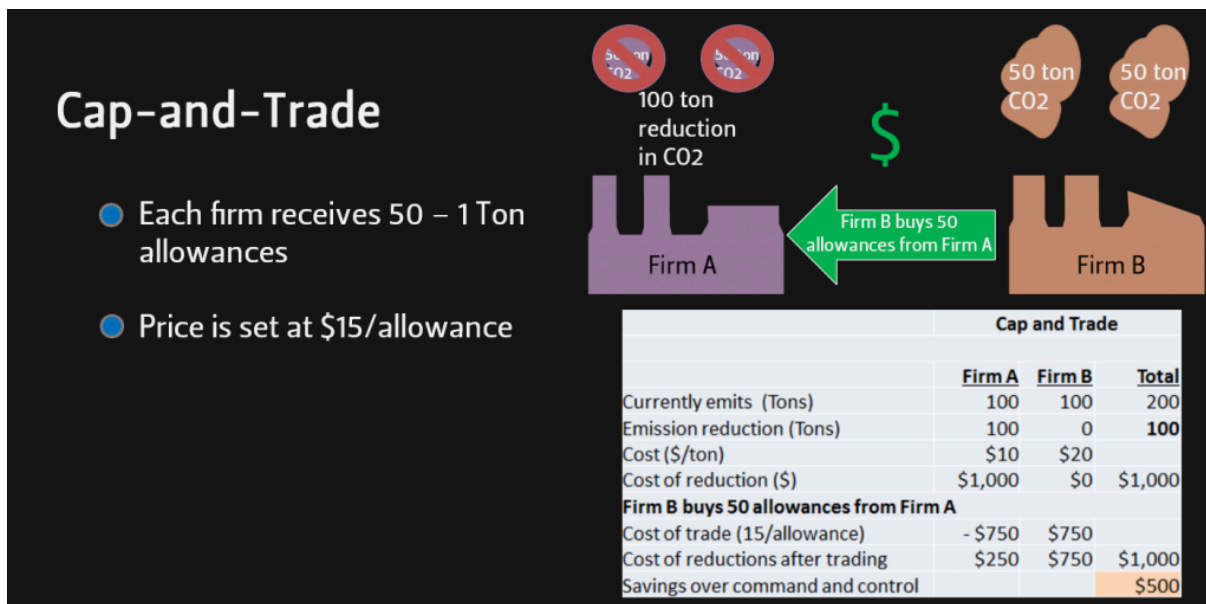 Cap-and-Trade
Each firm receives 50 – 1 Ton
allowances
Price is set at $15/allowance
100 ton
reduction
in CO2
$
50 ton
CO2
50 ton
CO2
Firm B buys 50
allowances from Firm A
Firm A
Firm B
Cap and Trade
Firm A Firm B Total
Currently emits (Tons) 100 100 200
Emission reduction (Tons) 100 0 100
Cost ($/ton) $10 $20
Cost of reduction ($) $1,000 $0 $1,000
Firm B buys 50 allowances from Firm A
Cost of trade (15/allowance) - $750 $750
Cost of reductions after trading $250 $750 $1,000
Savings over command and control $500